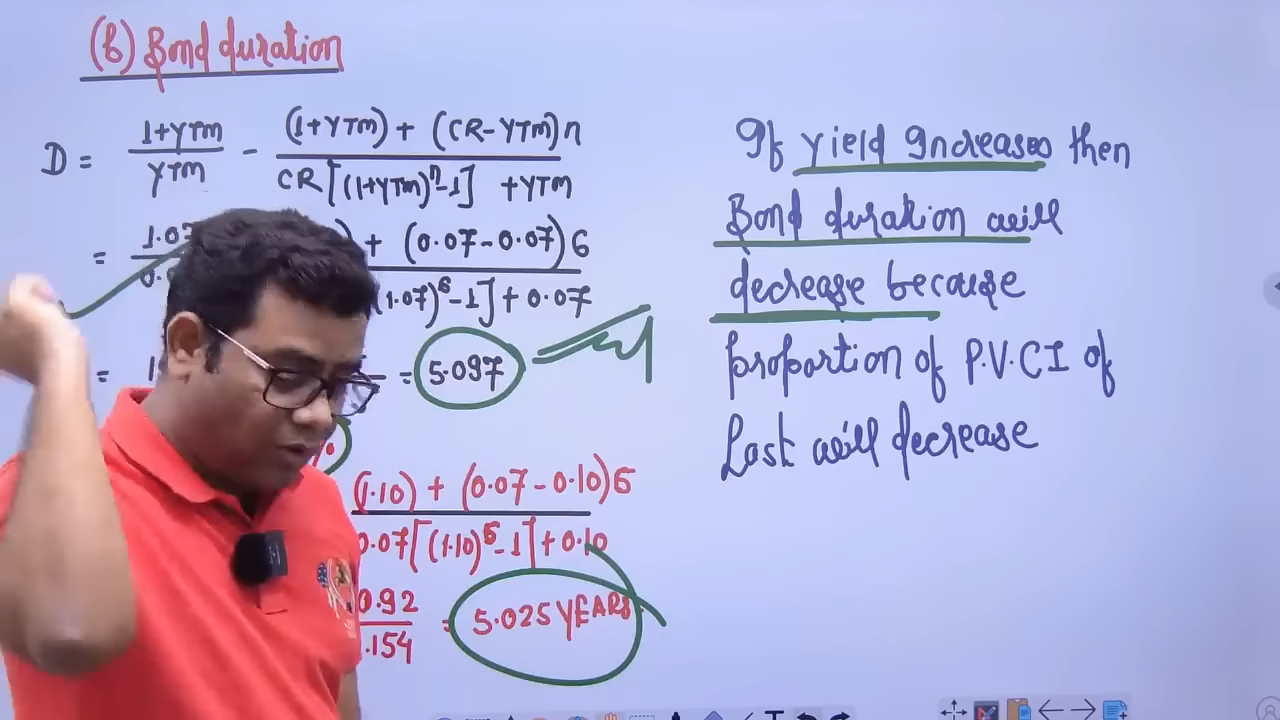 (b) Bond duration
D = 1+YTM / YTM - (1+YTM) + (CR-YTM)n / CR[(1+YTM)^n-1] + YTM
= 1.07 + (0.07-0.07)6
(1.07)^6-1] + 0.07
= = 5.097
(1.10) + (0.07-0.10)6
0.07[(1.10)^6-1] + 0.10
0.92 / .154 = 5.025 YEARS
If yield Increases then
Bond duration will
decrease because
proportion of P.V.CI of
Last will decrease